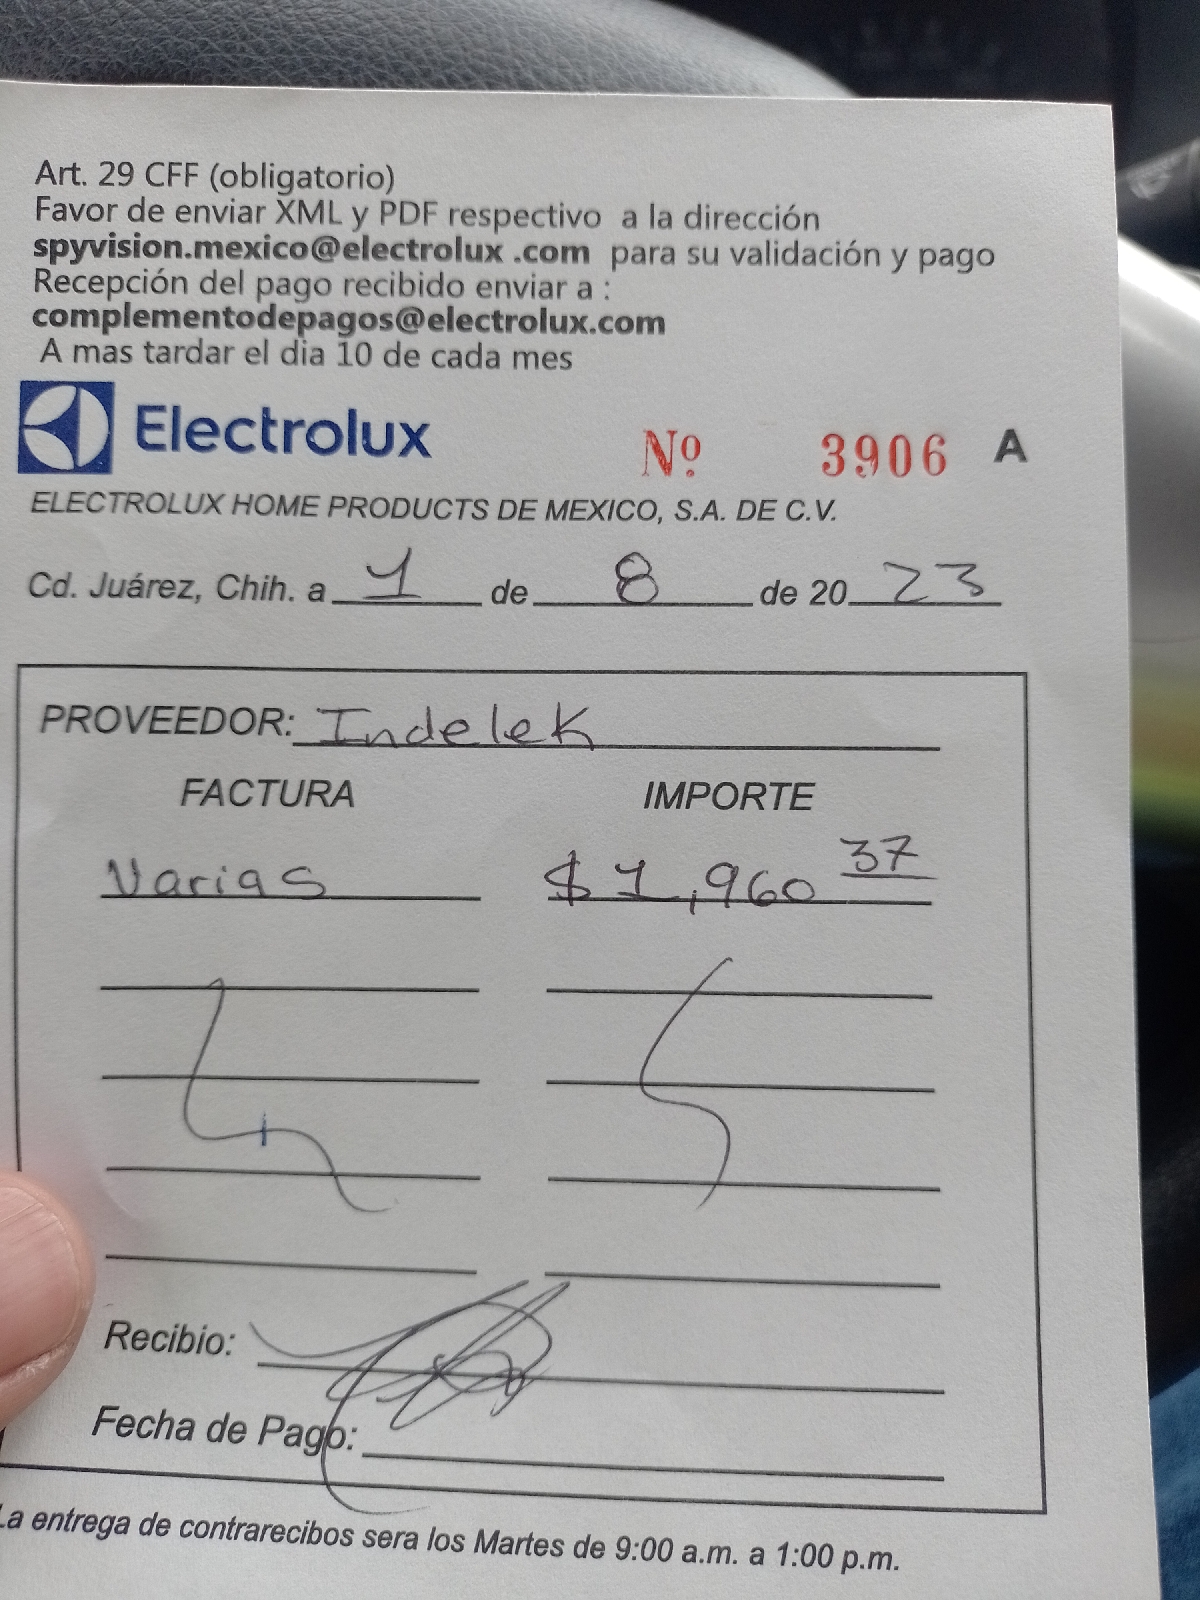 Art. 29 CFF (obligatorio)
Favor de enviar XML y PDF respectivo a la dirección
spyvision.mexico@electrolux .com para su validación y pago
Recepción del pago recibido enviar a :
complementodepagos@electrolux.com
A mas tardar el dia 10 de cada mes
Electrolux Nº 3906 A
ELECTROLUX HOME PRODUCTS DE MEXICO, S.A. DE C.V.
Cd. Juárez, Chih. a 1 de 8 de 20 23
PROVEEDOR: Indelek
FACTURA IMPORTE
Varias $1,960 37
Recibio:
Fecha de Pago:
La entrega de contrarecibos sera los Martes de 9:00 a.m. a 1:00 p.m.